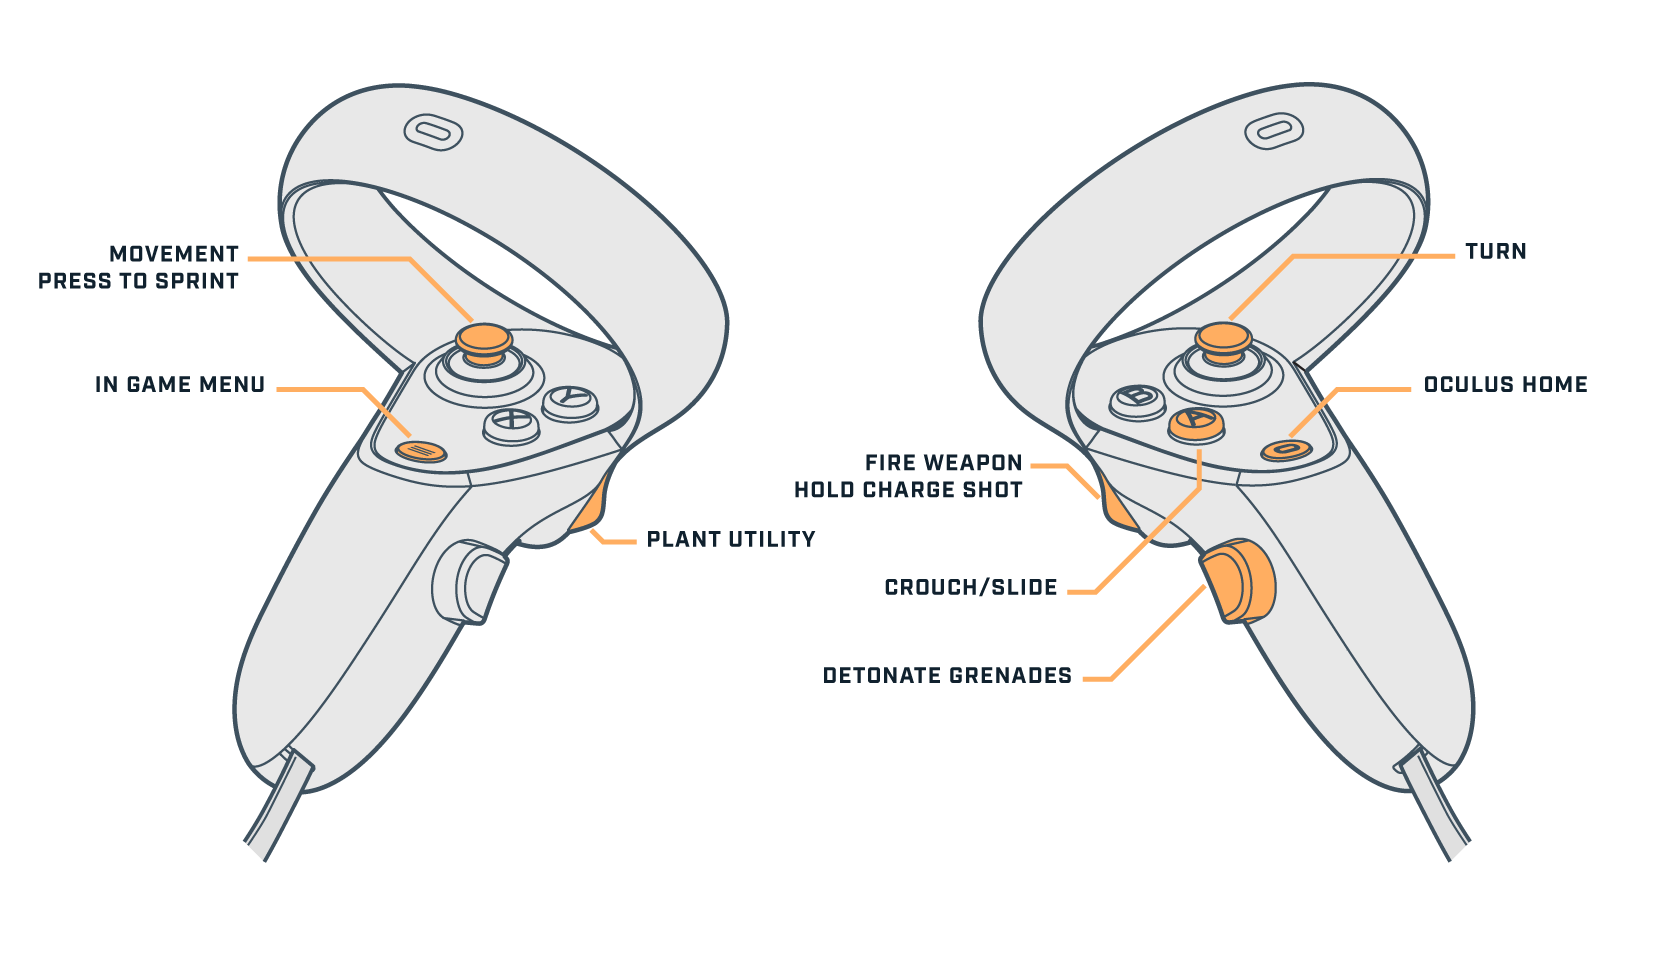 MOVEMENT
PRESS TO SPRINT
IN GAME MENU
Y
X
PLANT UTILITY
TURN
OCULUS HOME
B
A
FIRE WEAPON
HOLD CHARGE SHOT
CROUCH/SLIDE
DETONATE GRENADES